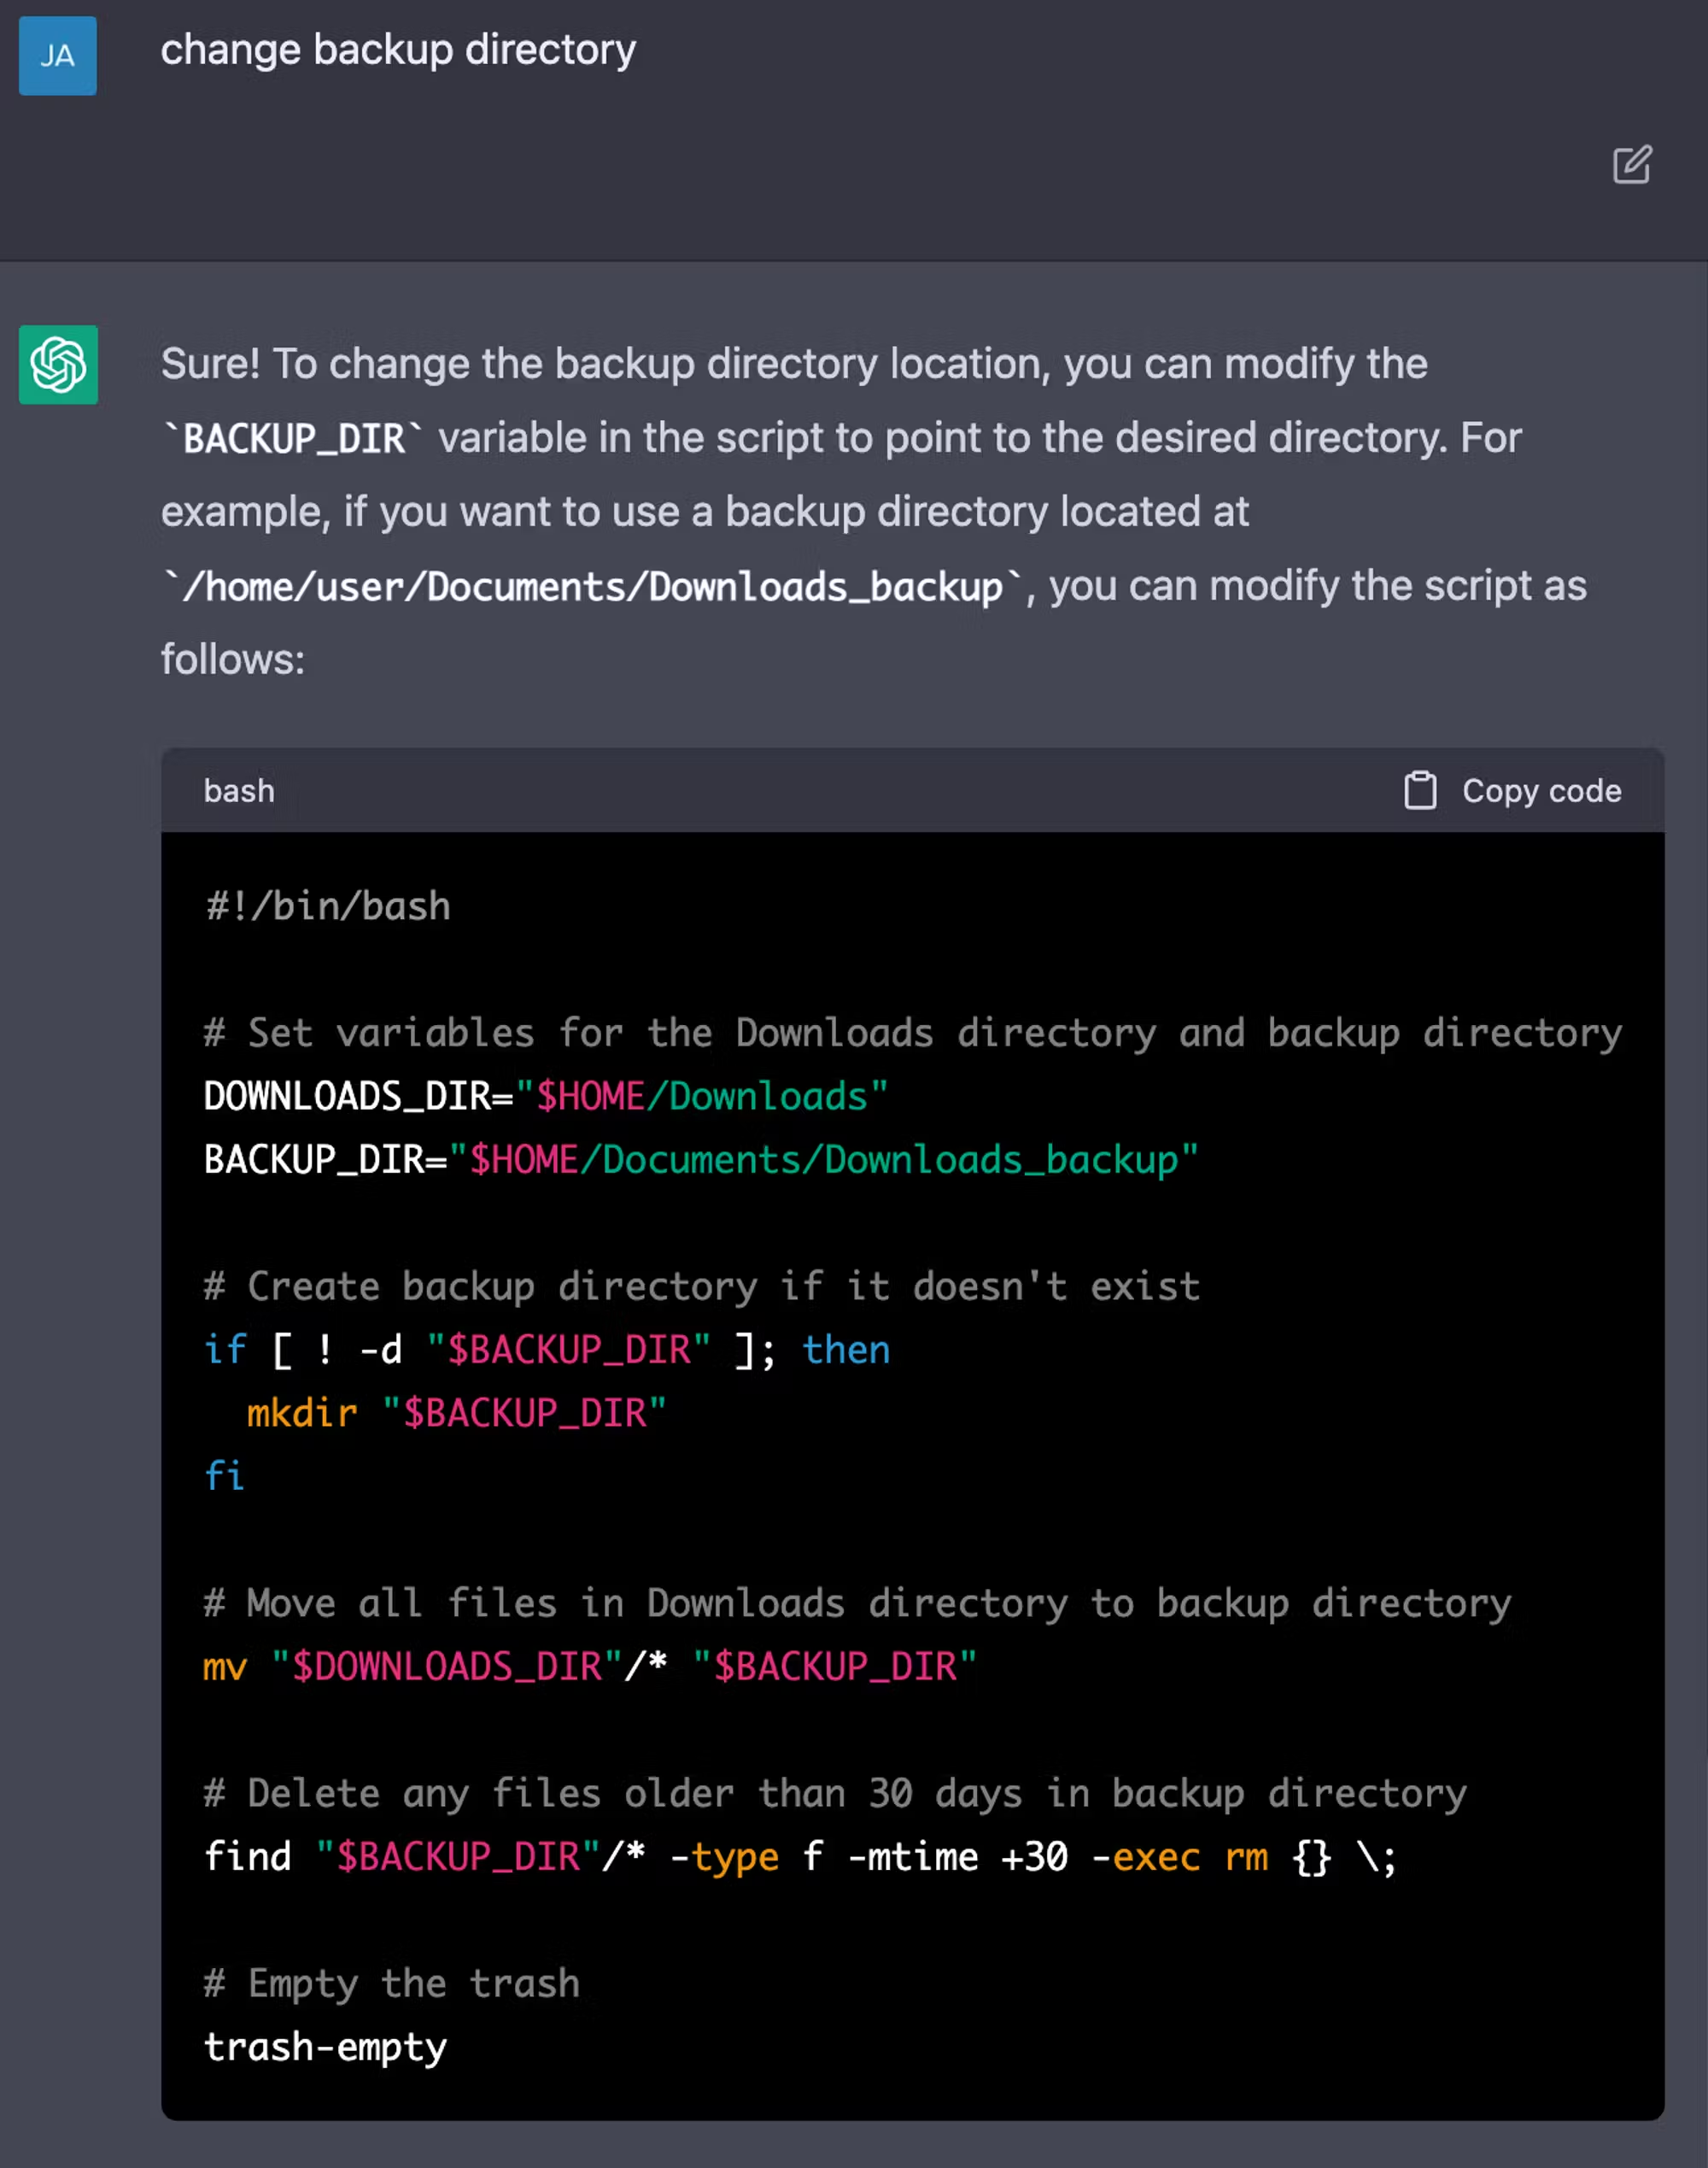 JA
change backup directory
Sure! To change the backup directory location, you can modify the
`BACKUP_DIR` variable in the script to point to the desired directory. For
example, if you want to use a backup directory located at
`/home/user/Documents/Downloads_backup`, you can modify the script as
follows:
bash
Copy code
#!/bin/bash
# Set variables for the Downloads directory and backup directory
DOWNLOADS_DIR="$HOME/Downloads"
BACKUP_DIR="$HOME/Documents/Downloads_backup"
# Create backup directory if it doesn't exist
if [ ! -d "$BACKUP_DIR" ]; then
  mkdir "$BACKUP_DIR"
fi
# Move all files in Downloads directory to backup directory
mv "$DOWNLOADS_DIR"/* "$BACKUP_DIR"
# Delete any files older than 30 days in backup directory
find "$BACKUP_DIR"/* -type f -mtime +30 -exec rm {} \;
# Empty the trash
trash-empty